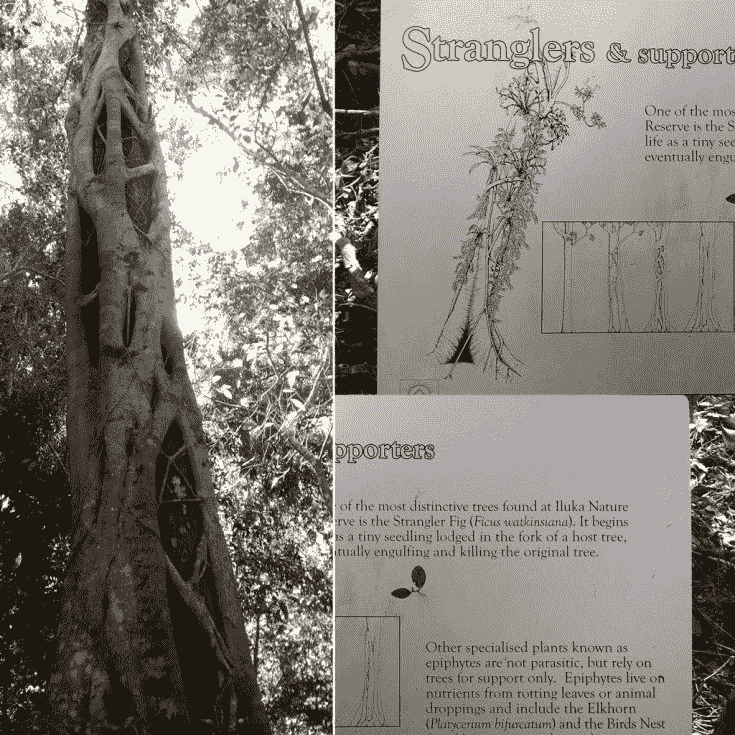 Stranglers & support
One of the mos
Reserve is the S
life as a tiny see
eventually engu
pporters
of the most distinctive trees found at Iluka Nature
rve is the Strangler Fig (Ficus watkinsiana). It begins
as a tiny seedling lodged in the fork of a host tree,
tually engulfing and killing the original tree.
Other specialised plants known as
epiphytes are not parasitic, but rely on
trees for support only. Epiphytes live on
nutrients from rotting leaves or animal
droppings and include the Elkhorn
(Platycerium bifurcatum) and the Birds Nest